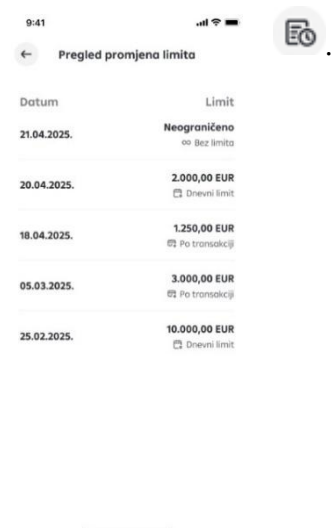 9:41
Pregled promjena limita
.
Datum Limit
21.04.2025. Neograničeno
∞ Bez limita
20.04.2025. 2.000,00 EUR
Dnevni limit
18.04.2025. 1.250,00 EUR
Po transakciji
05.03.2025. 3.000,00 EUR
Po transakciji
25.02.2025. 10.000,00 EUR
Dnevni limit